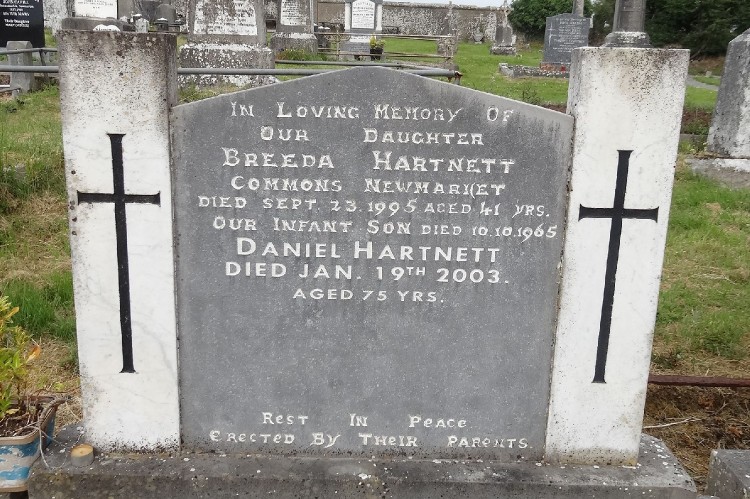 In Loving Memory Of
Our Daughter
Breeda Hartnett
Commons Newmarket
Died Sept. 23. 1995 aged 41 yrs.
Our Infant Son died 10.10.1965
Daniel Hartnett
Died Jan. 19th 2003.
Aged 75 yrs.
Rest In Peace
Erected By Their Parents.